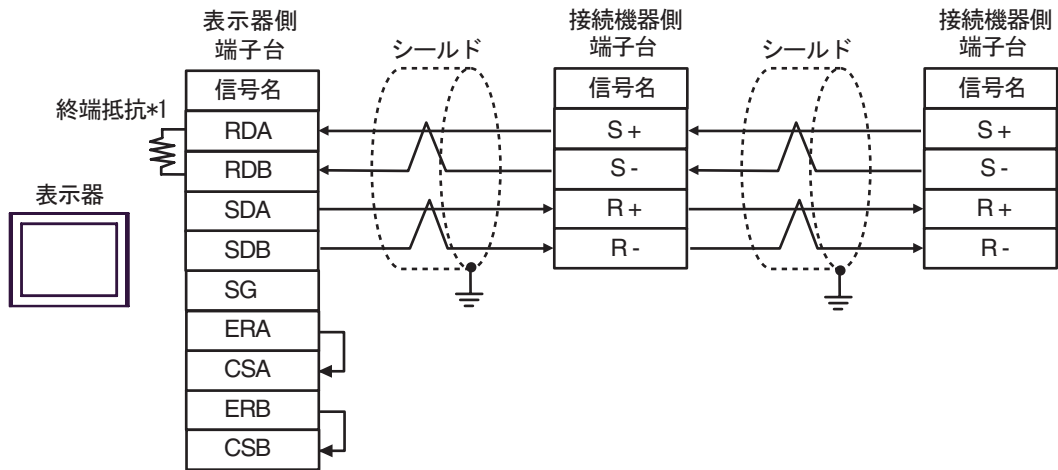 表示器側
端子台
シールド
接続機器側
端子台
シールド
接続機器側
端子台
信号名
信号名
信号名
終端抵抗*1
RDA
S +
S +
RDB
S -
S -
表示器
SDA
R +
R +
SDB
R -
R -
SG
ERA
CSA
ERB
CSB